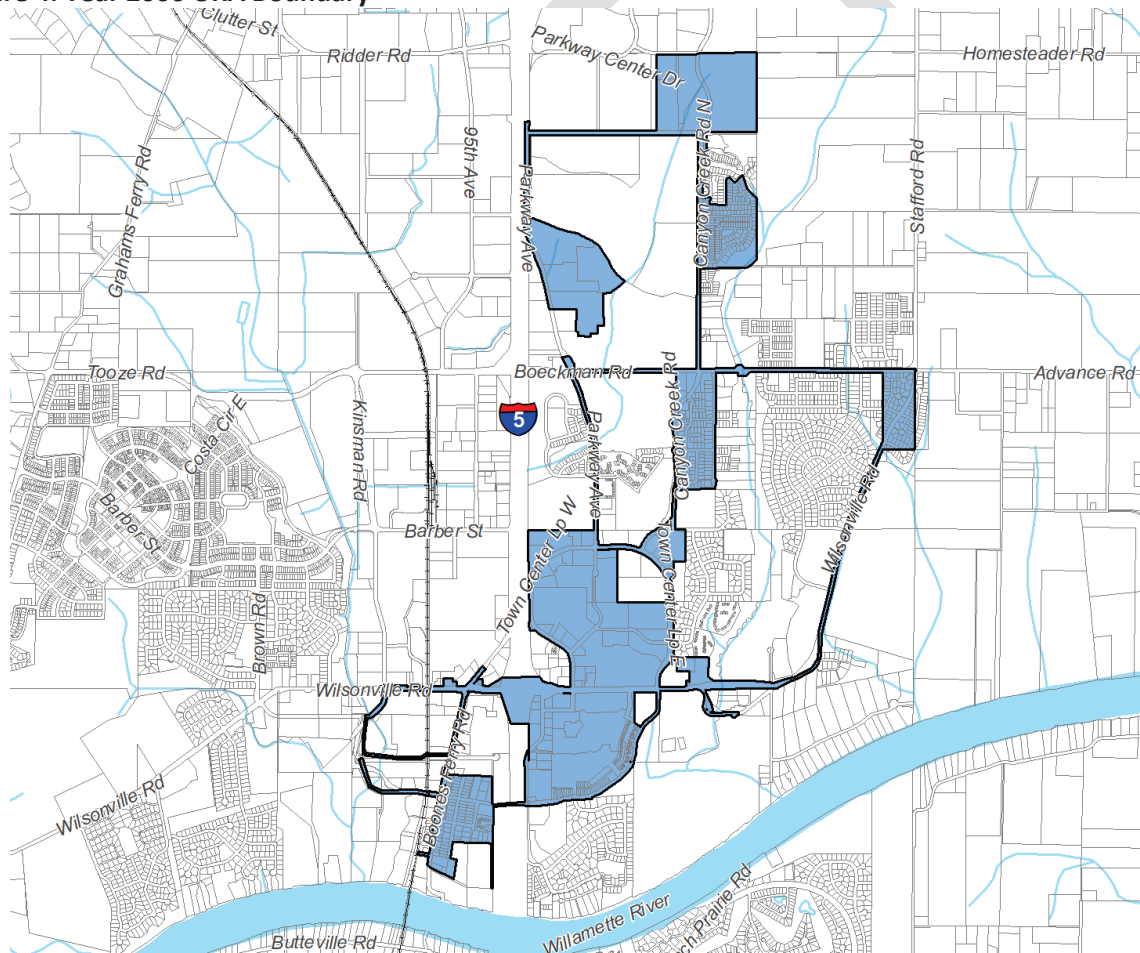 Clutter St
Ridder Rd
Parkway Center Dr
Homesteader Rd
95th Ave
Grahams Ferry Rd
Parkway Ave
Canyon Creek Rd N
Stafford Rd
Tooze Rd
Boeckman Rd
Advance Rd
5
Costa Cir E
Kinsman Rd
Parkway Ave
Canyon Creek Rd
Barber St
Barber St
Town Center Lp W
Town Center Lp E
Wilsonville Rd
Brown Rd
Wilsonville Rd
Boones Ferry Rd
Wilsonville Rd
Willamette River
Prairie Rd
Butteville Rd